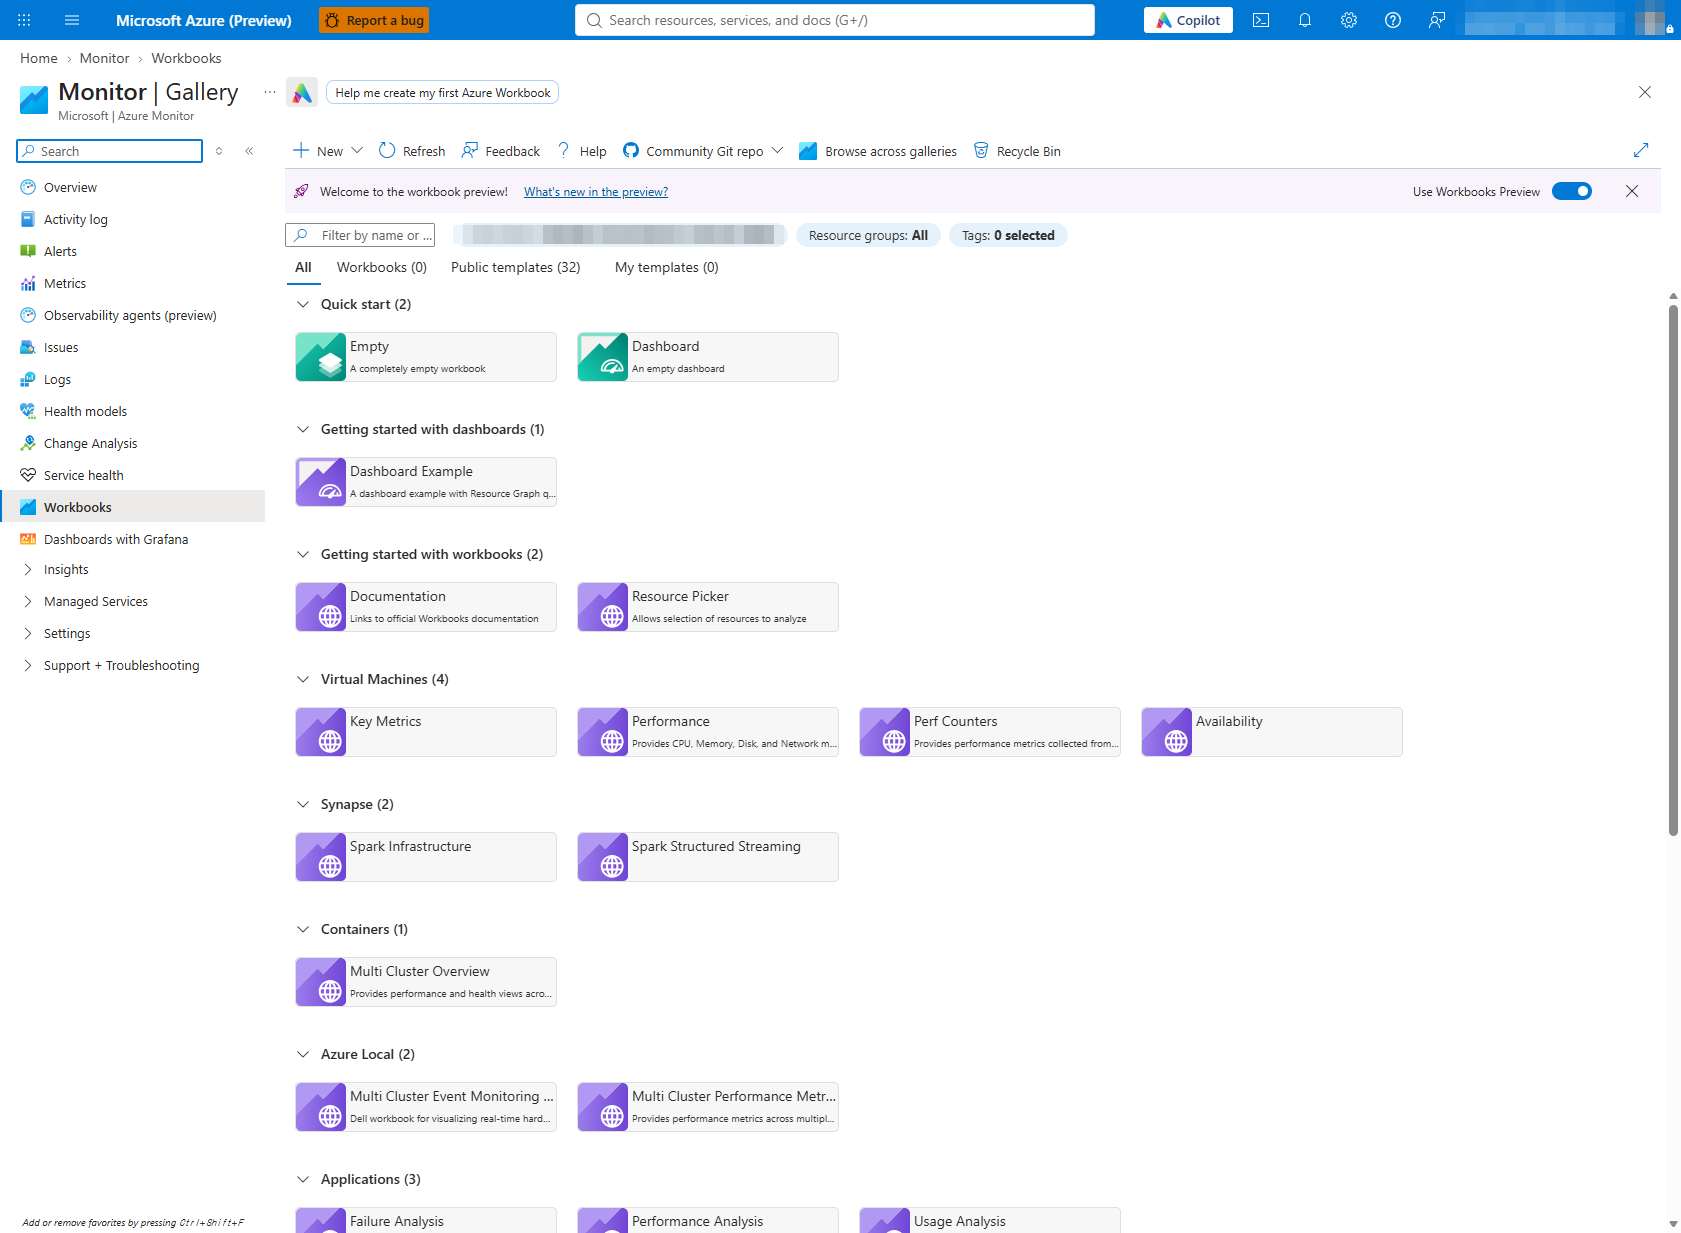 Microsoft Azure (Preview)
Report a bug
Search resources, services, and docs (G+/)
Copilot
Home > Monitor > Workbooks
Monitor | Gallery
...
Microsoft | Azure Monitor
Help me create my first Azure Workbook
Search
Overview
Activity log
Alerts
Metrics
Observability agents (preview)
Issues
Logs
Health models
Change Analysis
Service health
Workbooks
Dashboards with Grafana
Insights
Managed Services
Settings
Support + Troubleshooting
Add or remove favorites by pressing Ctrl+Shift+F
New
Refresh
Feedback
Help
Community Git repo
Browse across galleries
Recycle Bin
Welcome to the workbook preview! What's new in the preview?
Use Workbooks Preview
Filter by name or ...
Resource groups: All
Tags: 0 selected
All
Workbooks (0)
Public templates (32)
My templates (0)
Quick start (2)
Empty
A completely empty workbook
Dashboard
An empty dashboard
Getting started with dashboards (1)
Dashboard Example
A dashboard example with Resource Graph q...
Getting started with workbooks (2)
Documentation
Links to official Workbooks documentation
Resource Picker
Allows selection of resources to analyze
Virtual Machines (4)
Key Metrics
Performance
Provides CPU, Memory, Disk, and Network m...
Perf Counters
Provides performance metrics collected from...
Availability
Synapse (2)
Spark Infrastructure
Spark Structured Streaming
Containers (1)
Multi Cluster Overview
Provides performance and health views acro...
Azure Local (2)
Multi Cluster Event Monitoring ...
Dell workbook for visualizing real-time hard...
Multi Cluster Performance Metr...
Provides performance metrics across multipl...
Applications (3)
Failure Analysis
Performance Analysis
Usage Analysis